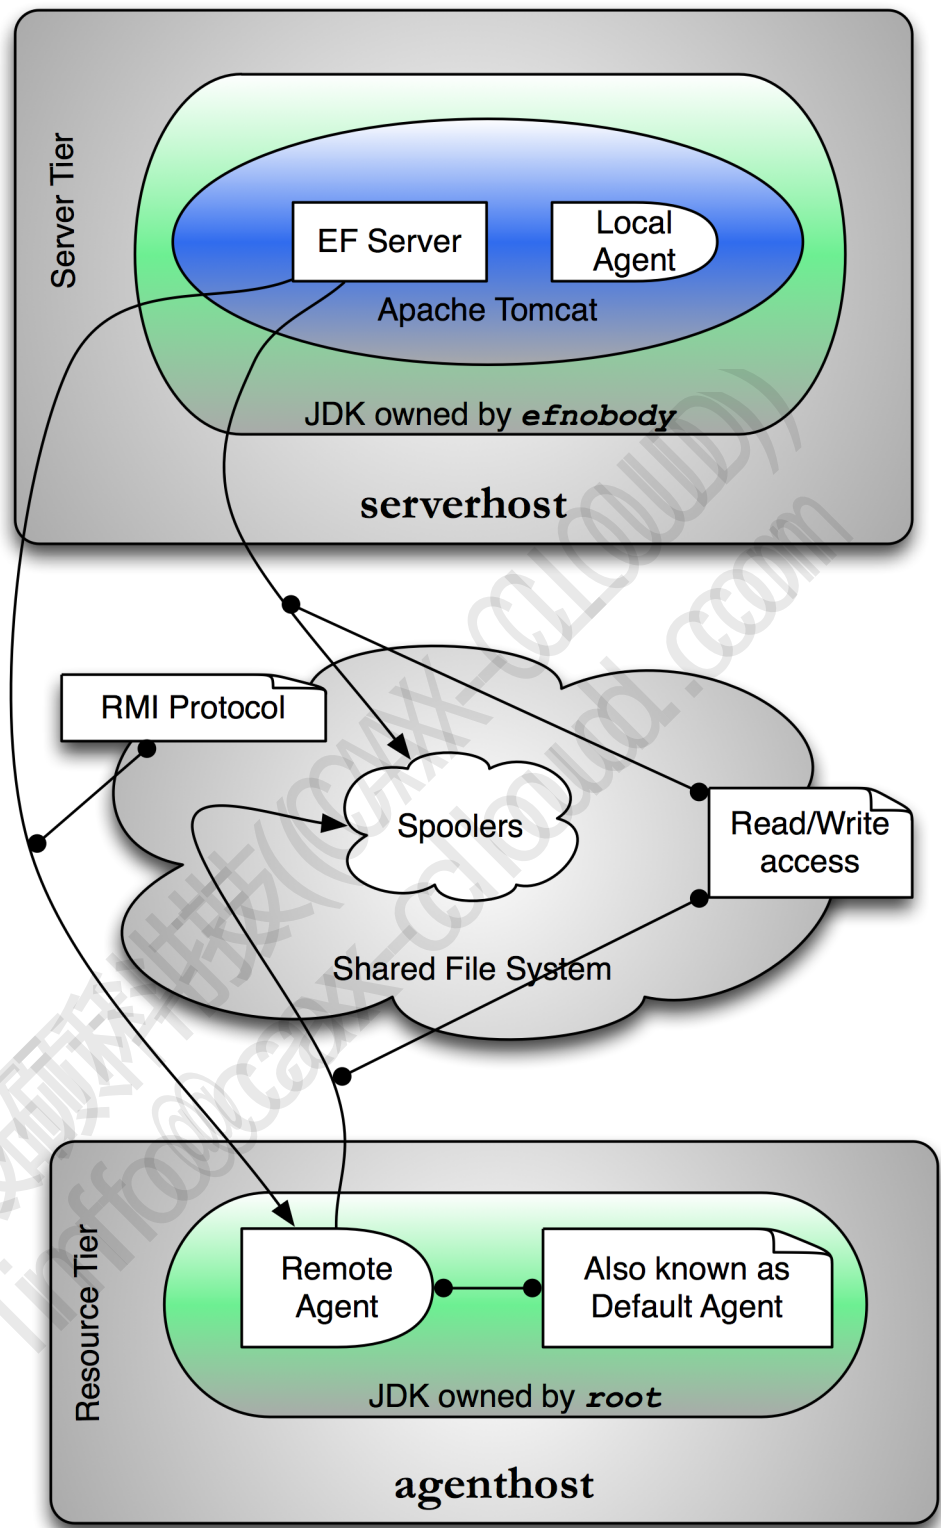 Server Tier
EF Server
Local
Agent
Apache Tomcat
JDK owned by efnobody
serverhost
RMI Protocol
Spoolers
Read/Write
access
Shared File System
Resource Tier
Remote
Agent
Also known as
Default Agent
JDK owned by root
agenthost